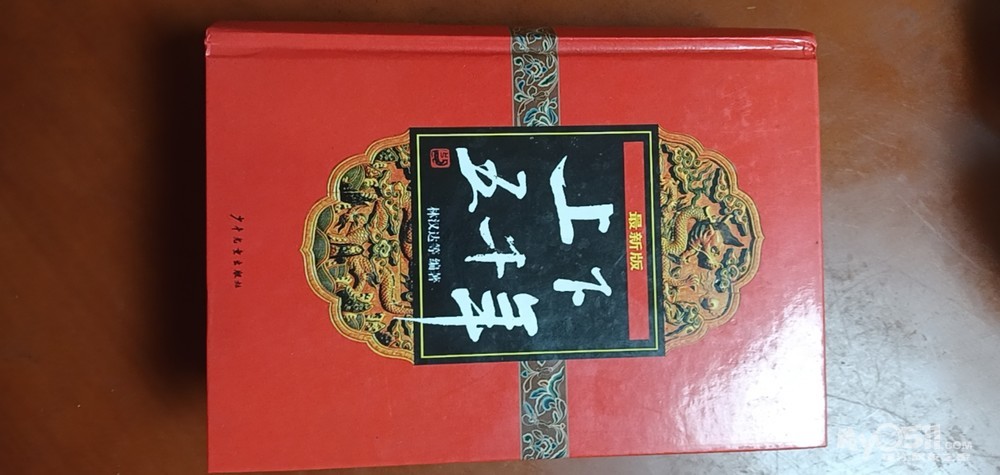 最新版
上下
五千年
林汉达等 编著
少年儿童出版社